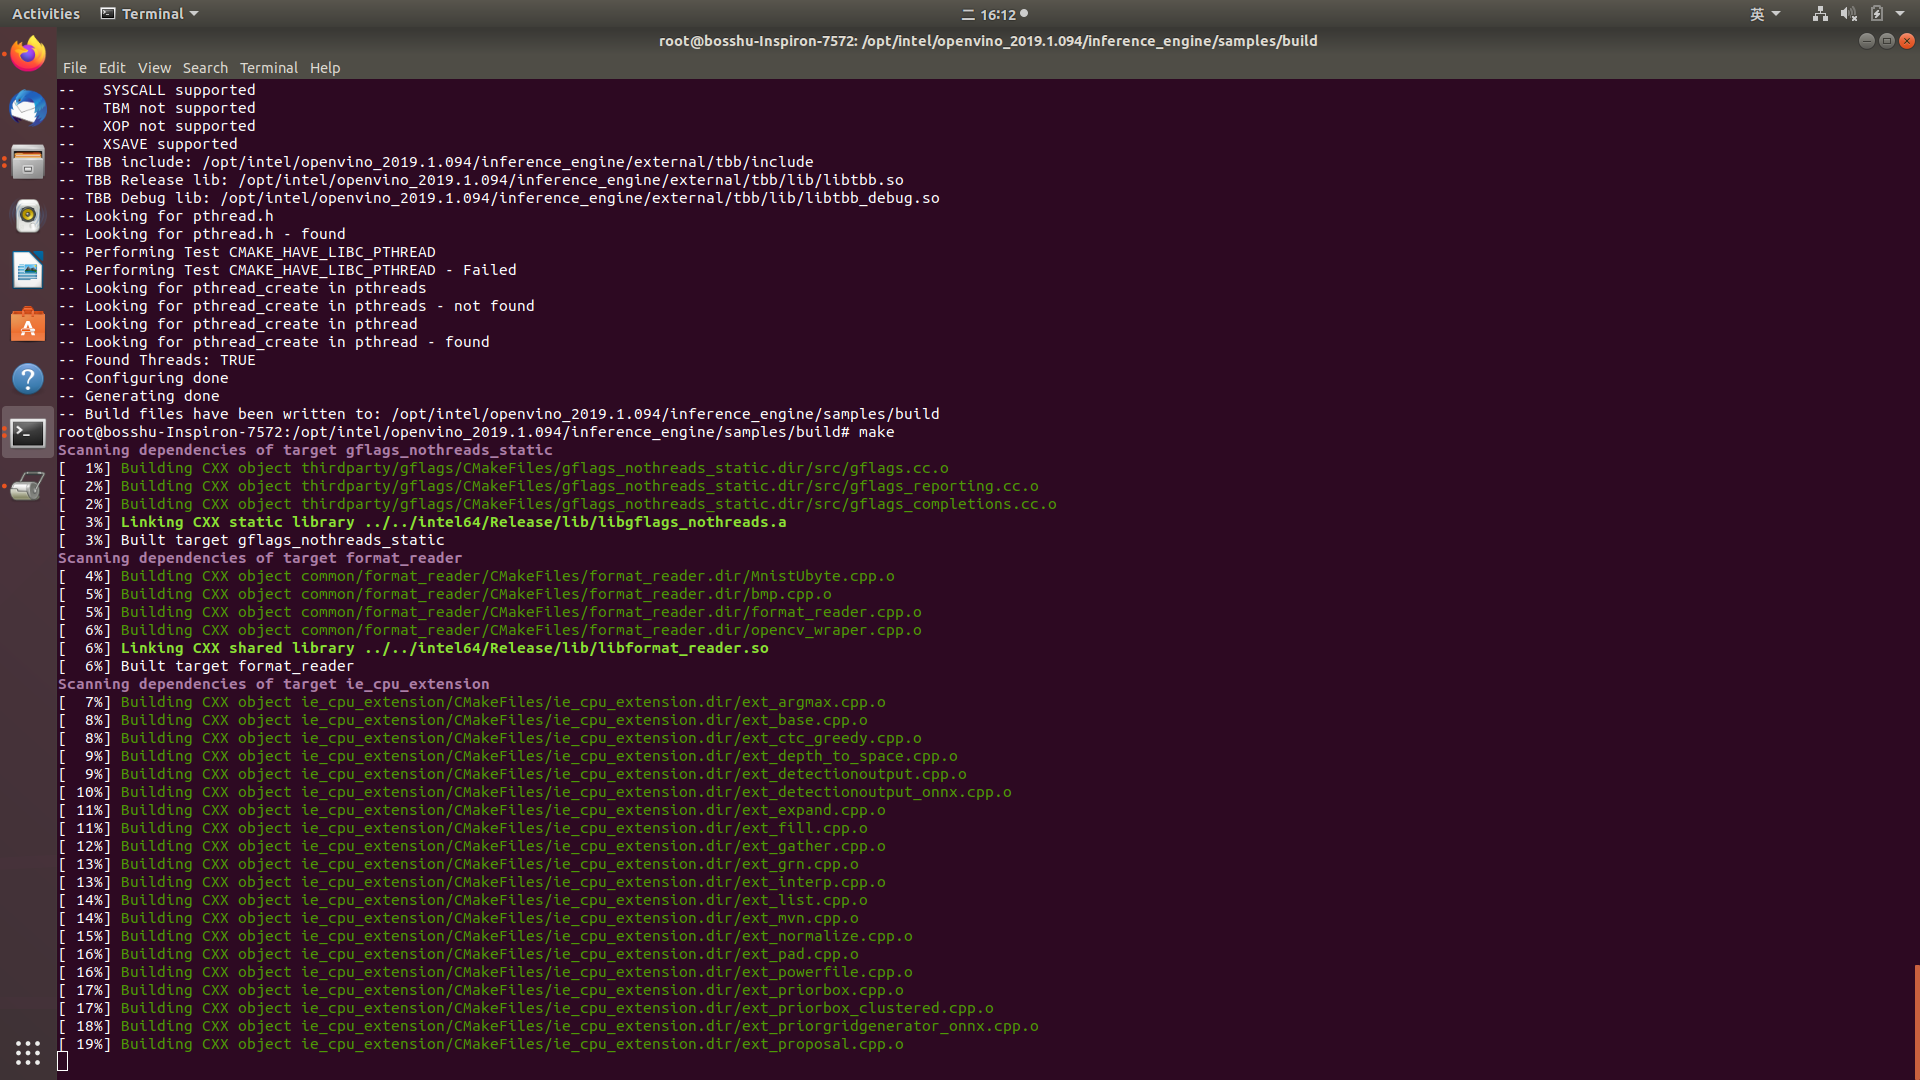 Activities Terminal 二 16:12 英
root@bosshu-Inspiron-7572: /opt/intel/openvino_2019.1.094/inference_engine/samples/build
File Edit View Search Terminal Help
--   SYSCALL supported
--   TBM not supported
--   XOP not supported
--   XSAVE supported
-- TBB include: /opt/intel/openvino_2019.1.094/inference_engine/external/tbb/include
-- TBB Release lib: /opt/intel/openvino_2019.1.094/inference_engine/external/tbb/lib/libtbb.so
-- TBB Debug lib: /opt/intel/openvino_2019.1.094/inference_engine/external/tbb/lib/libtbb_debug.so
-- Looking for pthread.h
-- Looking for pthread.h - found
-- Performing Test CMAKE_HAVE_LIBC_PTHREAD
-- Performing Test CMAKE_HAVE_LIBC_PTHREAD - Failed
-- Looking for pthread_create in pthreads
-- Looking for pthread_create in pthreads - not found
-- Looking for pthread_create in pthread
-- Looking for pthread_create in pthread - found
-- Found Threads: TRUE
-- Configuring done
-- Generating done
-- Build files have been written to: /opt/intel/openvino_2019.1.094/inference_engine/samples/build
root@bosshu-Inspiron-7572:/opt/intel/openvino_2019.1.094/inference_engine/samples/build# make
Scanning dependencies of target gflags_nothreads_static
[  1%] Building CXX object thirdparty/gflags/CMakeFiles/gflags_nothreads_static.dir/src/gflags.cc.o
[  2%] Building CXX object thirdparty/gflags/CMakeFiles/gflags_nothreads_static.dir/src/gflags_reporting.cc.o
[  2%] Building CXX object thirdparty/gflags/CMakeFiles/gflags_nothreads_static.dir/src/gflags_completions.cc.o
[  3%] Linking CXX static library ../../intel64/Release/lib/libgflags_nothreads.a
[  3%] Built target gflags_nothreads_static
Scanning dependencies of target format_reader
[  4%] Building CXX object common/format_reader/CMakeFiles/format_reader.dir/MnistUbyte.cpp.o
[  5%] Building CXX object common/format_reader/CMakeFiles/format_reader.dir/bmp.cpp.o
[  5%] Building CXX object common/format_reader/CMakeFiles/format_reader.dir/format_reader.cpp.o
[  6%] Building CXX object common/format_reader/CMakeFiles/format_reader.dir/opencv_wraper.cpp.o
[  6%] Linking CXX shared library ../../intel64/Release/lib/libformat_reader.so
[  6%] Built target format_reader
Scanning dependencies of target ie_cpu_extension
[  7%] Building CXX object ie_cpu_extension/CMakeFiles/ie_cpu_extension.dir/ext_argmax.cpp.o
[  8%] Building CXX object ie_cpu_extension/CMakeFiles/ie_cpu_extension.dir/ext_base.cpp.o
[  8%] Building CXX object ie_cpu_extension/CMakeFiles/ie_cpu_extension.dir/ext_ctc_greedy.cpp.o
[  9%] Building CXX object ie_cpu_extension/CMakeFiles/ie_cpu_extension.dir/ext_depth_to_space.cpp.o
[  9%] Building CXX object ie_cpu_extension/CMakeFiles/ie_cpu_extension.dir/ext_detectionoutput.cpp.o
[ 10%] Building CXX object ie_cpu_extension/CMakeFiles/ie_cpu_extension.dir/ext_detectionoutput_onnx.cpp.o
[ 11%] Building CXX object ie_cpu_extension/CMakeFiles/ie_cpu_extension.dir/ext_expand.cpp.o
[ 11%] Building CXX object ie_cpu_extension/CMakeFiles/ie_cpu_extension.dir/ext_fill.cpp.o
[ 12%] Building CXX object ie_cpu_extension/CMakeFiles/ie_cpu_extension.dir/ext_gather.cpp.o
[ 13%] Building CXX object ie_cpu_extension/CMakeFiles/ie_cpu_extension.dir/ext_grn.cpp.o
[ 13%] Building CXX object ie_cpu_extension/CMakeFiles/ie_cpu_extension.dir/ext_interp.cpp.o
[ 14%] Building CXX object ie_cpu_extension/CMakeFiles/ie_cpu_extension.dir/ext_list.cpp.o
[ 14%] Building CXX object ie_cpu_extension/CMakeFiles/ie_cpu_extension.dir/ext_mvn.cpp.o
[ 15%] Building CXX object ie_cpu_extension/CMakeFiles/ie_cpu_extension.dir/ext_normalize.cpp.o
[ 16%] Building CXX object ie_cpu_extension/CMakeFiles/ie_cpu_extension.dir/ext_pad.cpp.o
[ 16%] Building CXX object ie_cpu_extension/CMakeFiles/ie_cpu_extension.dir/ext_powerfile.cpp.o
[ 17%] Building CXX object ie_cpu_extension/CMakeFiles/ie_cpu_extension.dir/ext_priorbox.cpp.o
[ 17%] Building CXX object ie_cpu_extension/CMakeFiles/ie_cpu_extension.dir/ext_priorbox_clustered.cpp.o
[ 18%] Building CXX object ie_cpu_extension/CMakeFiles/ie_cpu_extension.dir/ext_priorgridgenerator_onnx.cpp.o
[ 19%] Building CXX object ie_cpu_extension/CMakeFiles/ie_cpu_extension.dir/ext_proposal.cpp.o